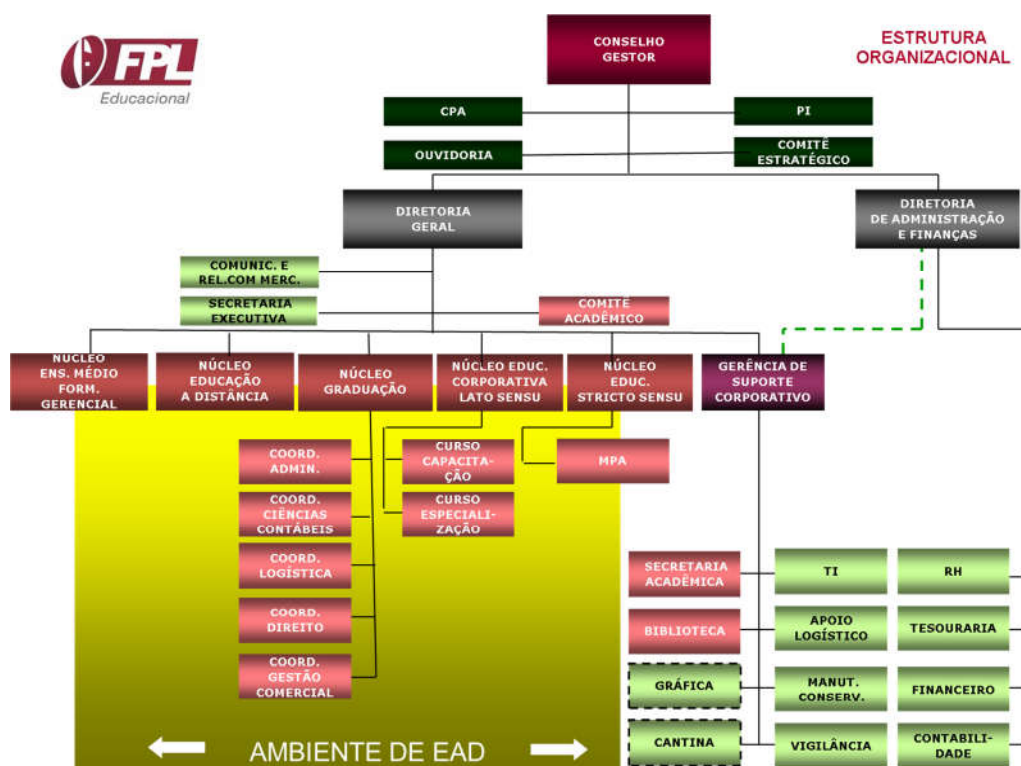 FPL
Educacional
CONSELHO
GESTOR
ESTRUTURA
ORGANIZACIONAL
CPA
PI
OUVIDORIA
COMITÊ
ESTRATÉGICO
DIRETORIA
GERAL
DIRETORIA
DE ADMINISTRAÇÃO
E FINANÇAS
COMUNIC. E
REL.COM MERC.
SECRETARIA
EXECUTIVA
COMITÊ
ACADÊMICO
NÚCLEO
ENS. MÉDIO
FORM.
GERENCIAL
NÚCLEO
EDUCAÇÃO
A DISTÂNCIA
NÚCLEO
GRADUAÇÃO
NÚCLEO EDUC.
CORPORATIVA
LATO SENSU
NÚCLEO
EDUC.
STRICTO SENSU
GERÊNCIA DE
SUPORTE
CORPORATIVO
COORD.
ADMIN.
CURSO
CAPACITA-
ÇÃO
MPA
COORD.
CIÊNCIAS
CONTÁBEIS
CURSO
ESPECIALI-
ZAÇÃO
COORD.
LOGÍSTICA
COORD.
DIREITO
COORD.
GESTÃO
COMERCIAL
SECRETARIA
ACADÊMICA
TI
RH
BIBLIOTECA
APOIO
LOGÍSTICO
TESOURARIA
GRÁFICA
MANUT.
CONSERV.
FINANCEIRO
CANTINA
VIGILÂNCIA
CONTABILI-
DADE
AMBIENTE DE EAD